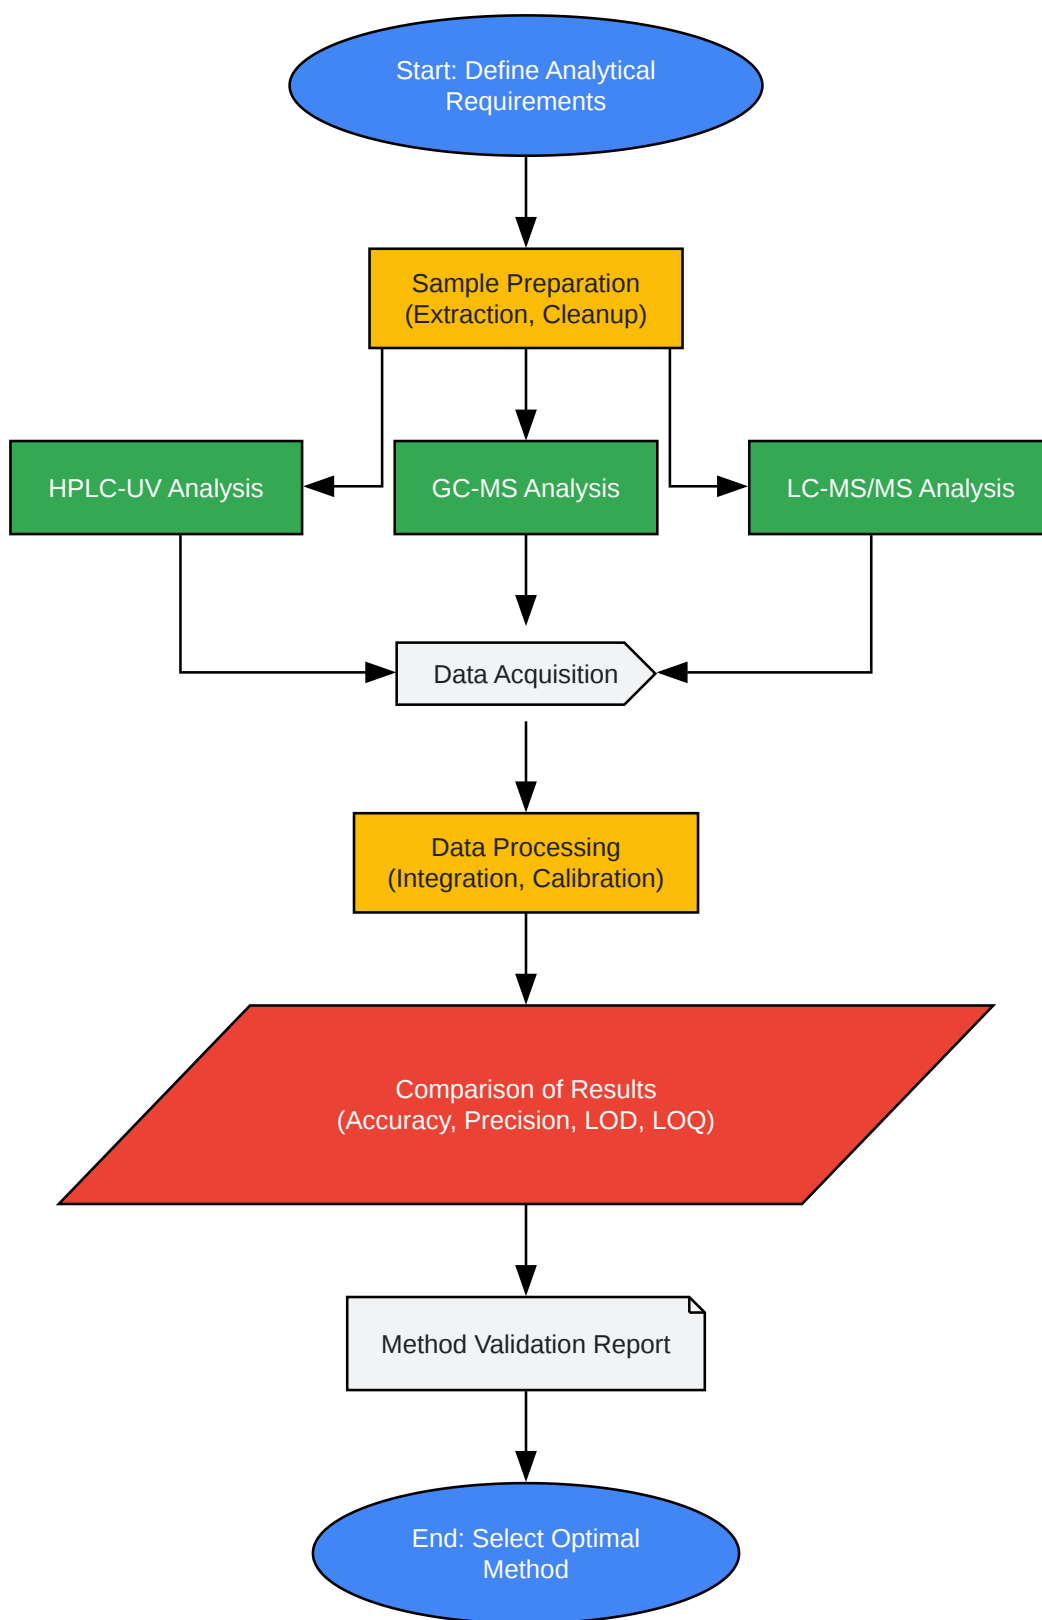 Start: Define Analytical
Requirements
Sample Preparation
(Extraction, Cleanup)
HPLC-UV Analysis
GC-MS Analysis
LC-MS/MS Analysis
Data Acquisition
Data Processing
(Integration, Calibration)
Comparison of Results
(Accuracy, Precision, LOD, LOQ)
Method Validation Report
End: Select Optimal
Method